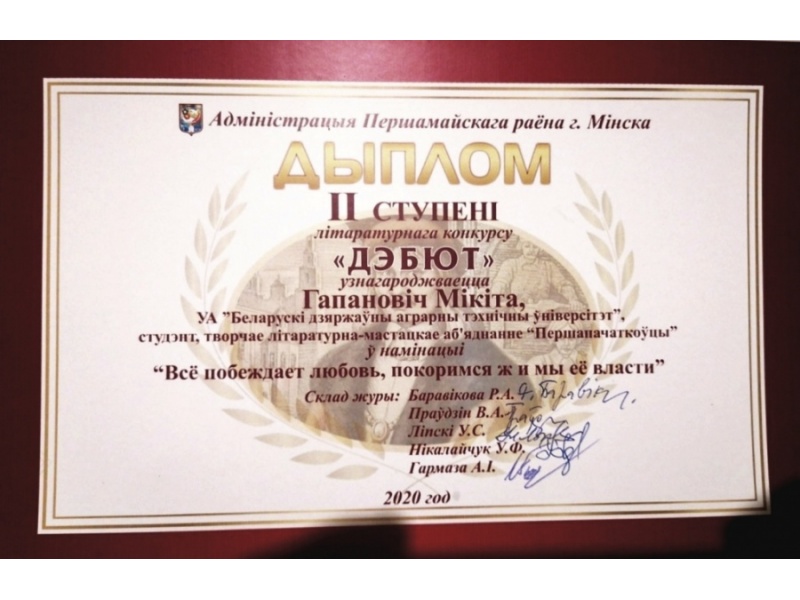 Адміністрацыя Першамайскага раёна г. Мінска
ДЫПЛОМ
II СТУПЕНІ
літаратурнага конкурсу
«ДЭБЮТ»
узнагароджваецца
Гапановіч Мікіта,
УА "Беларускі дзяржаўны аграрны тэхнічны ўніверсітэт",
студэнт, творчае літаратурна-мастацкае аб'яднанне “Першапачаткоўцы”
ў намінацыі
“Всё побеждает любовь, покоримся ж и мы её власти”
Склад журы: Баравікова Р.А.
Праўдзін В.А.
Ліпскі У.С.
Нікалайчук У.Ф.
Гармаза А.І.
2020 год